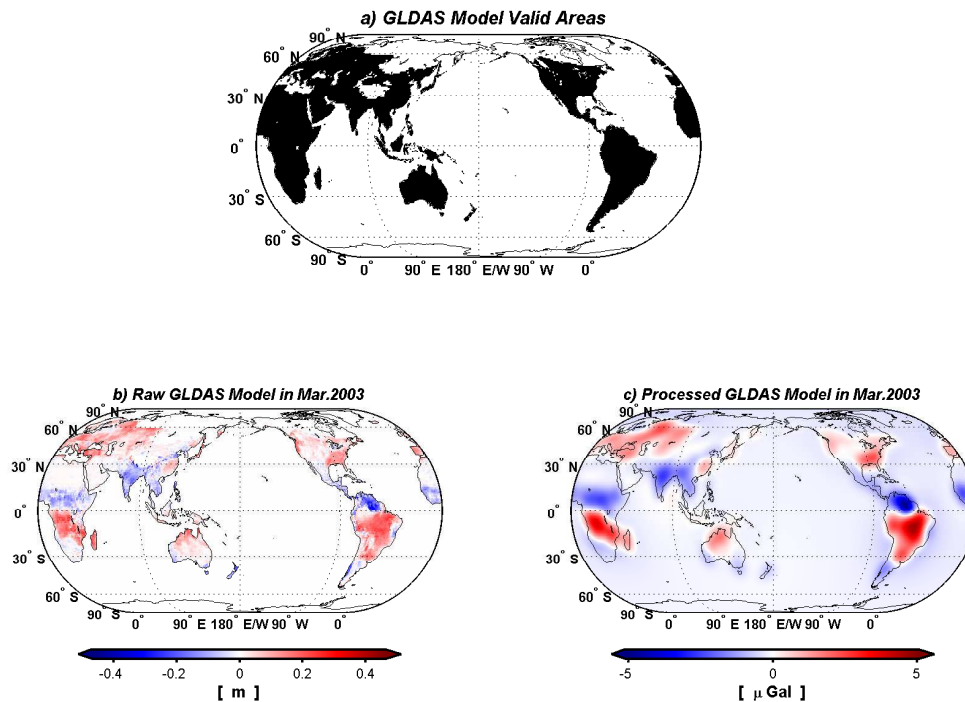 a) GLDAS Model Valid Areas
90° N
60° N
30° N
0°
30° S
60° S
90° S
0° 90° E 180° E/W 90° W 0°
b) Raw GLDAS Model in Mar.2003
90° N
60° N
30° N
0°
30° S
60° S
90° S
0° 90° E 180° E/W 90° W 0°
-0.4 -0.2 0 0.2 0.4
[ m ]
c) Processed GLDAS Model in Mar.2003
90° N
60° N
30° N
0°
30° S
60° S
90° S
0° 90° E 180° E/W 90° W 0°
-5 0 5
[ μ Gal ]